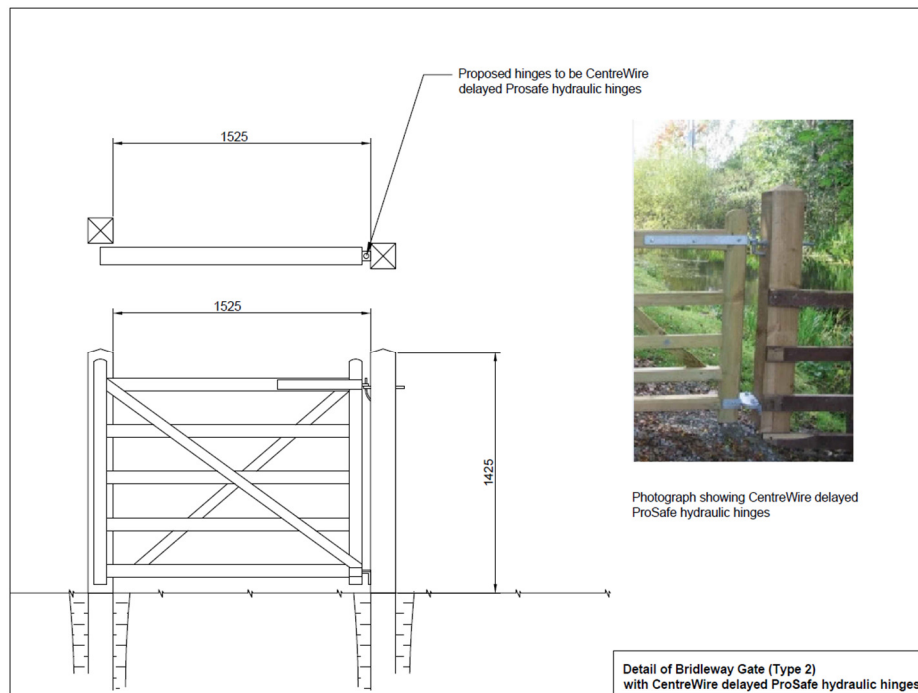 Proposed hinges to be CentreWire
delayed Prosafe hydraulic hinges
1525
1525
1425
Photograph showing CentreWire delayed
ProSafe hydraulic hinges
Detail of Bridleway Gate (Type 2)
with CentreWire delayed ProSafe hydraulic hinges